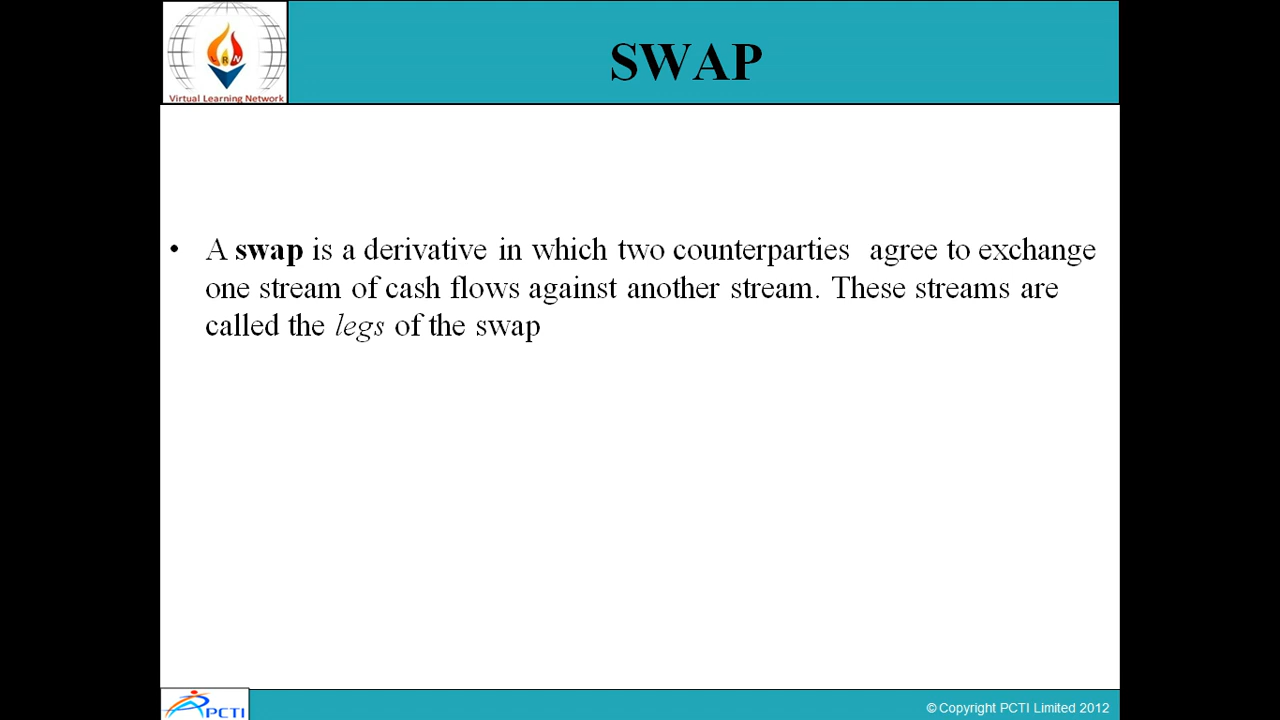 SWAP
LRN
Virtual Learning Network
• A swap is a derivative in which two counterparties agree to exchange
one stream of cash flows against another stream. These streams are
called the legs of the swap
PCTI
© Copyright PCTI Limited 2012